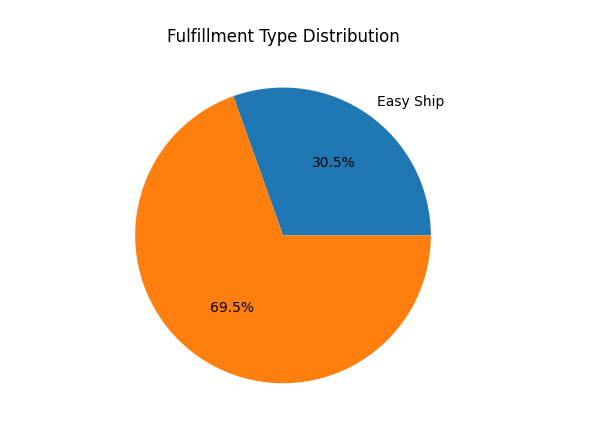 Fulfillment Type Distribution
Easy Ship
30.5%
69.5%